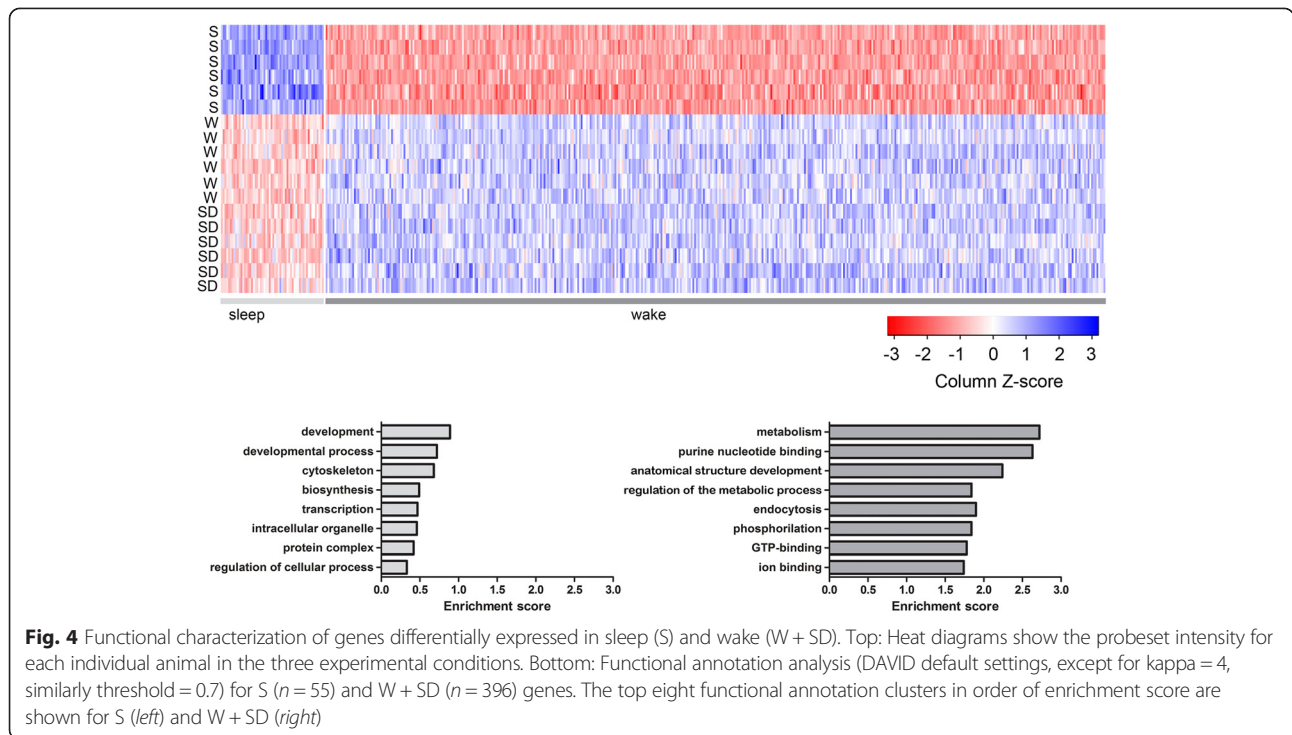 S
S
S
S
S
S
W
W
W
W
W
W
SD
SD
SD
SD
SD
SD
sleep wake
-3 -2 -1 0 1 2 3
Column Z-score
development
developmental process
cytoskeleton
biosynthesis
transcription
intracellular organelle
protein complex
regulation of cellular process
0.0 0.5 1.0 1.5 2.0 2.5 3.0
Enrichment score
metabolism
purine nucleotide binding
anatomical structure development
regulation of the metabolic process
endocytosis
phosphorilation
GTP-binding
ion binding
0.0 0.5 1.0 1.5 2.0 2.5 3.0
Enrichment score
Fig. 4 Functional characterization of genes differentially expressed in sleep (S) and wake (W + SD). Top: Heat diagrams show the probeset intensity for
each individual animal in the three experimental conditions. Bottom: Functional annotation analysis (DAVID default settings, except for kappa = 4,
similarly threshold = 0.7) for S (n = 55) and W + SD (n = 396) genes. The top eight functional annotation clusters in order of enrichment score are
shown for S (left) and W + SD (right)